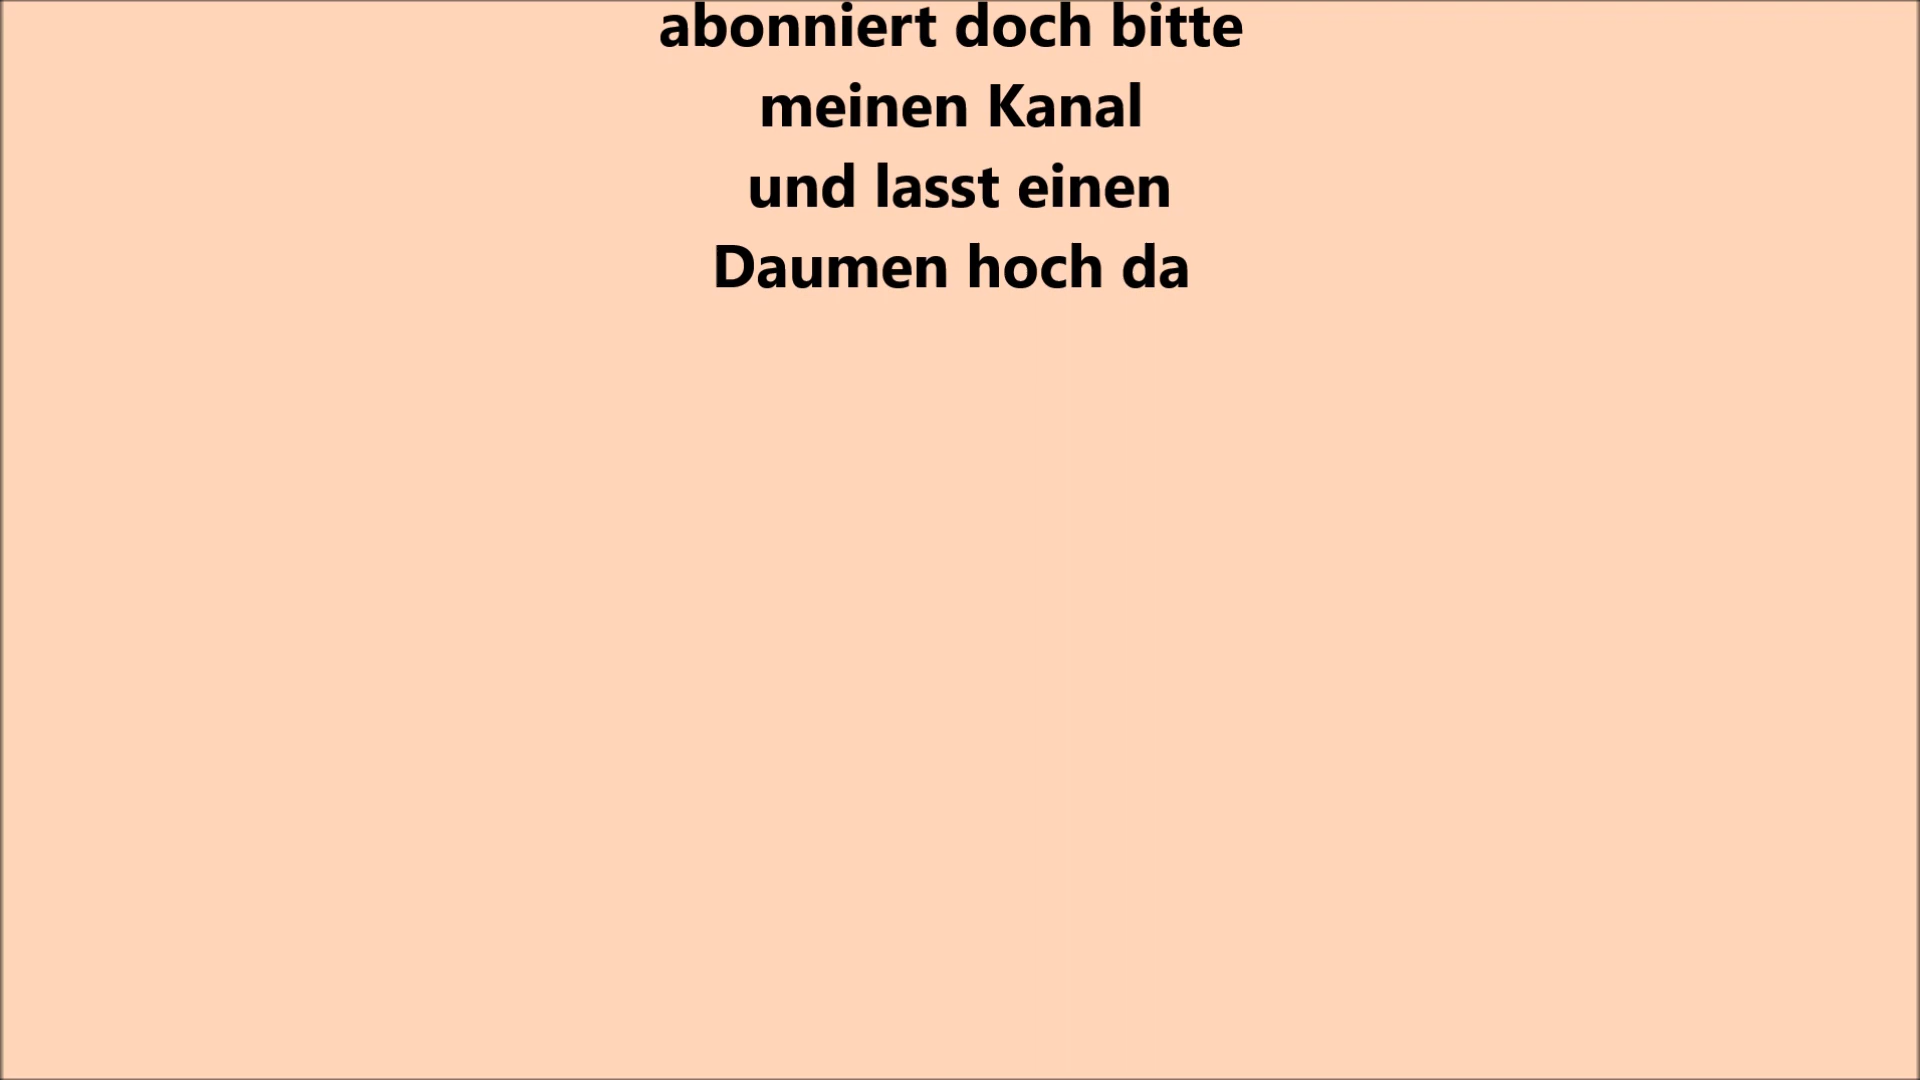 abonniert doch bitte
meinen Kanal
und lasst einen
Daumen hoch da